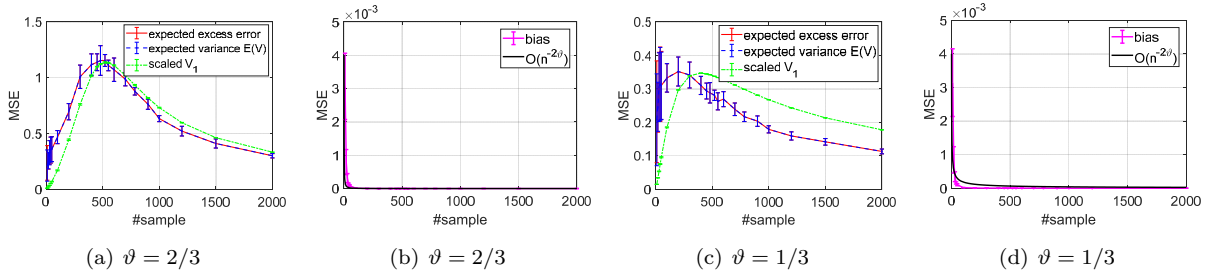 1.5
1
0.5
0
MSE
0 500 1000 1500 2000
#sample
expected excess error
expected variance E(V)
scaled V1
(a) ϑ = 2/3
×10-3
5
4
3
2
1
0
MSE
0 500 1000 1500 2000
#sample
bias
O(n-2ϑ)
(b) ϑ = 2/3
0.5
0.4
0.3
0.2
0.1
0
MSE
0 500 1000 1500 2000
#sample
expected excess error
expected variance E(V)
scaled V1
(c) ϑ = 1/3
×10-3
5
4
3
2
1
0
MSE
0 500 1000 1500 2000
#sample
bias
O(n-2ϑ)
(d) ϑ = 1/3